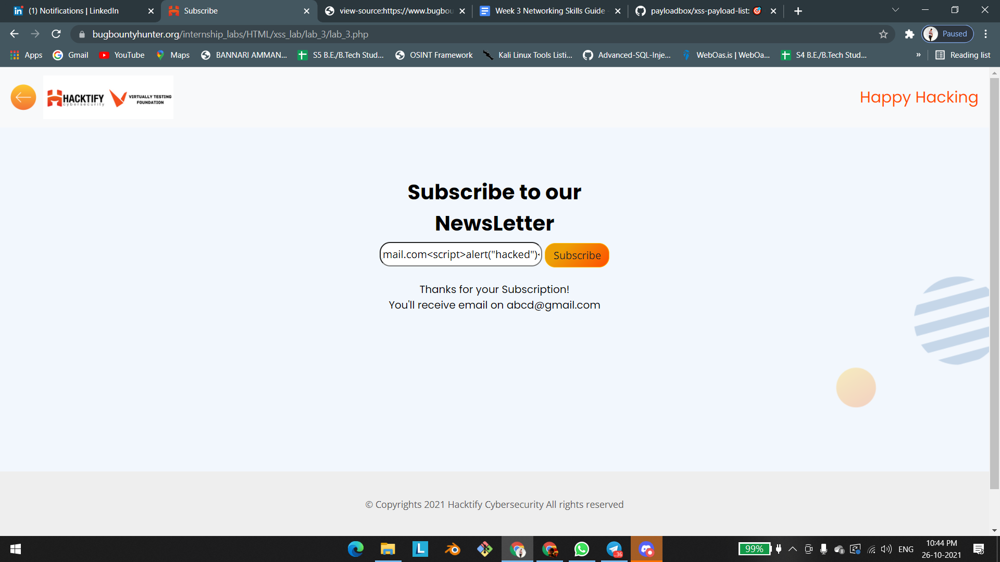 (1) Notifications | LinkedIn
Subscribe
view-source:https://www.bugbou
Week 3 Networking Skills Guide -
payloadbox/xss-payload-list: 🎯
bugbountyhunter.org/internship_labs/HTML/xss_lab/lab_3/lab_3.php
Paused
Apps
Gmail
YouTube
Maps
BANNARI AMMAN...
S5 B.E./B.Tech Stud...
OSINT Framework
Kali Linux Tools Listi...
Advanced-SQL-Inje...
WebOas.is | WebOa...
S4 B.E./B.Tech Stud...
»
Reading list
HACKTIFY
cybersecurity
VIRTUALLY TESTING
FOUNDATION
Happy Hacking
Subscribe to our
NewsLetter
mail.com<script>alert("hacked")<
Subscribe
Thanks for your Subscription!
You'll receive email on abcd@gmail.com
© Copyrights 2021 Hacktify Cybersecurity All rights reserved
L
36
99%
ENG
10:44 PM
26-10-2021